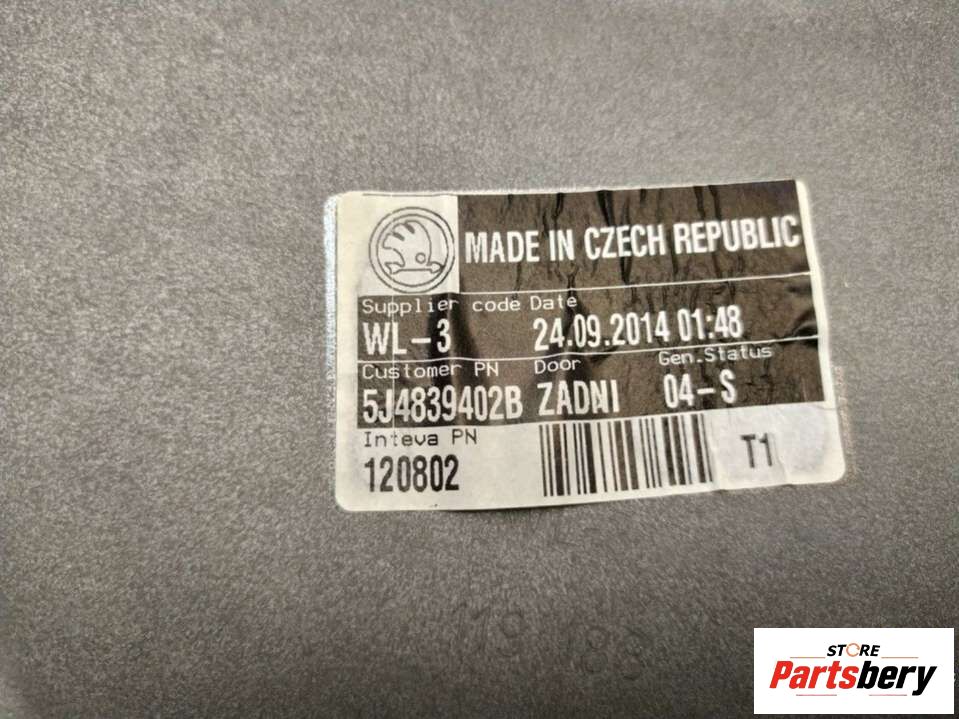 MADE IN CZECH REPUBLIC
Supplier code Date
WL-3 24.09.2014 01:48
Customer PN Door Gen.Status
5J4839402B ZADNI 04-S
Inteva PN
120802 T1
STORE
Partsbery